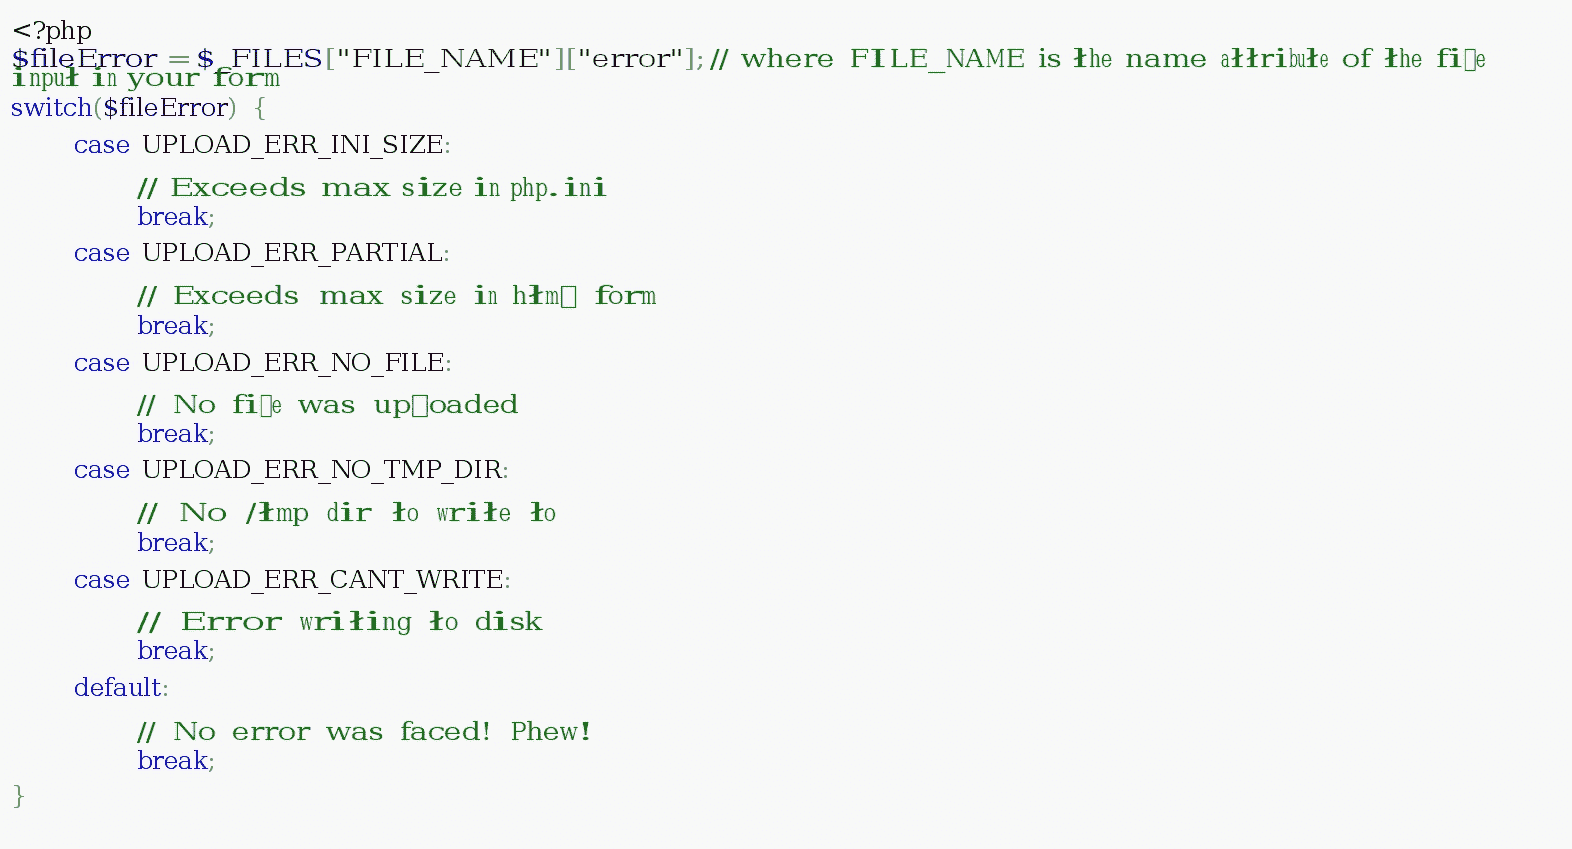 <?php
$fileError = $_FILES["FILE_NAME"]["error"]; // where FILE_NAME is the name attribute of the file
input in your form
switch($fileError) {
case UPLOAD_ERR_INI_SIZE:
// Exceeds max size in php.ini
break;
case UPLOAD_ERR_PARTIAL:
// Exceeds max size in html form
break;
case UPLOAD_ERR_NO_FILE:
// No file was uploaded
break;
case UPLOAD_ERR_NO_TMP_DIR:
// No /tmp dir to write to
break;
case UPLOAD_ERR_CANT_WRITE:
// Error writing to disk
break;
default:
// No error was faced! Phew!
break;
}